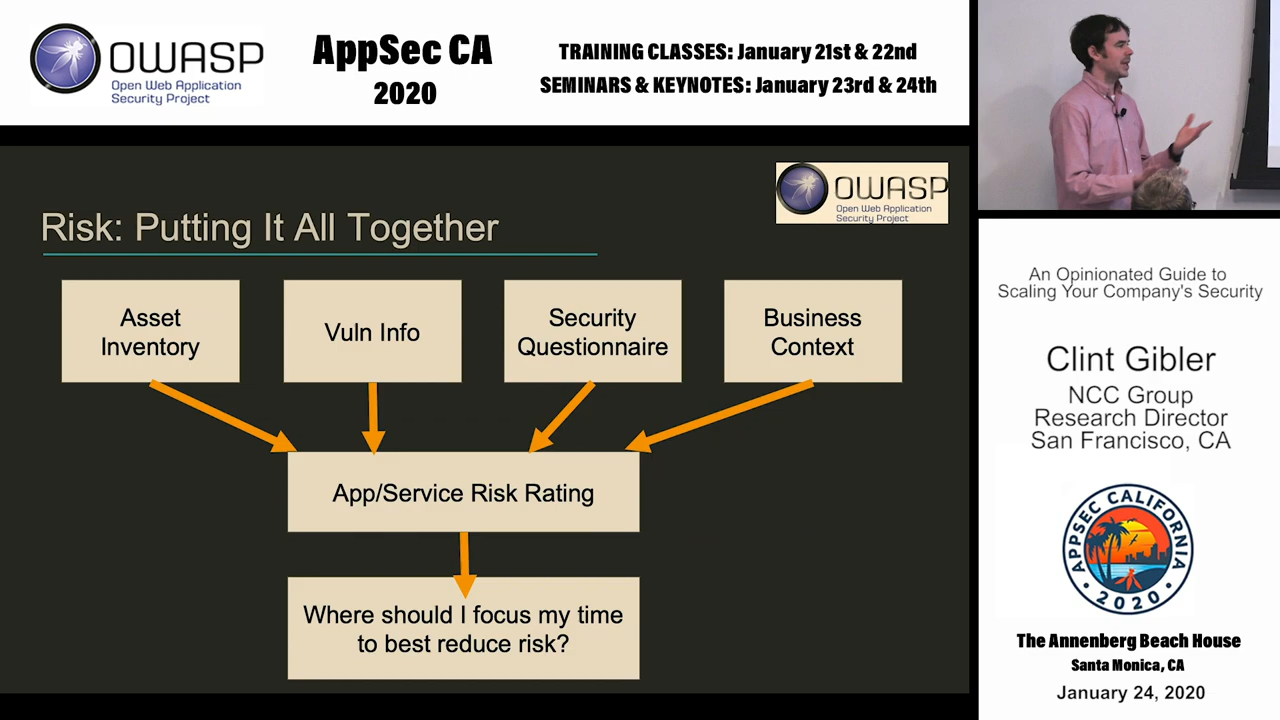 OWASP
Open Web Application
Security Project
AppSec CA
2020
TRAINING CLASSES: January 21st & 22nd
SEMINARS & KEYNOTES: January 23rd & 24th
OWASP
Open Web Application
Security Project
Risk: Putting It All Together
Asset
Inventory
Vuln Info
Security
Questionnaire
Business
Context
App/Service Risk Rating
Where should I focus my time
to best reduce risk?
An Opinionated Guide to
Scaling Your Company's Security
Clint Gibler
NCC Group
Research Director
San Francisco, CA
APPSEC CALIFORNIA
• 2020 •
The Annenberg Beach House
Santa Monica, CA
January 24, 2020